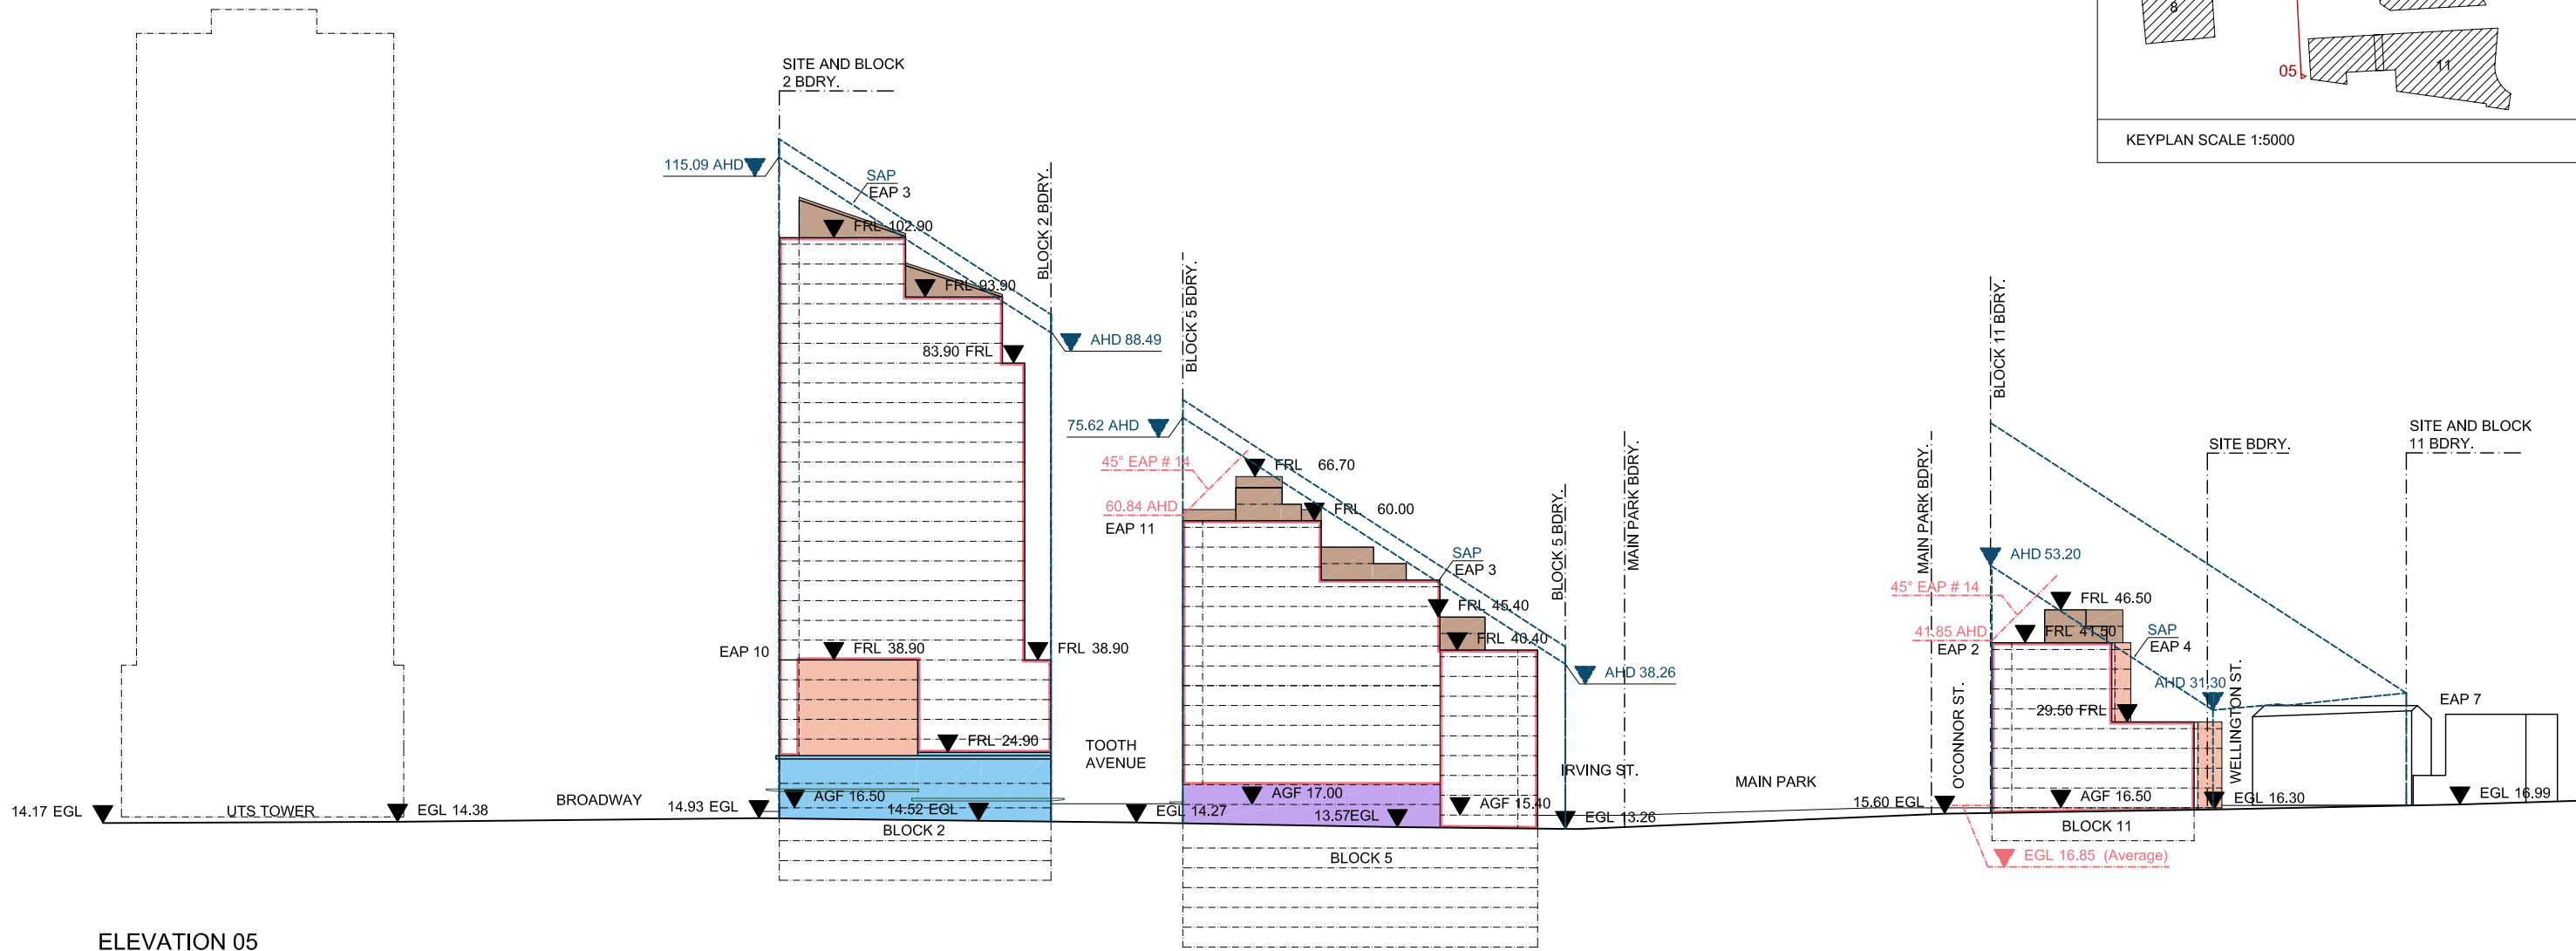 8
05
11
KEYPLAN SCALE 1:5000
SITE AND BLOCK
2 BDRY.
115.09 AHD
SAP
EAP 3
BLOCK 2 BDRY.
FRL 102.90
FRL 93.90
83.90 FRL
AHD 88.49
BLOCK 5 BDRY.
75.62 AHD
45° EAP # 14
FRL 66.70
60.84 AHD
EAP 11
FRL 60.00
SAP
EAP 3
FRL 45.40
FRL 40.40
BLOCK 5 BDRY.
MAIN PARK BDRY.
AHD 38.26
MAIN PARK BDRY.
BLOCK 11 BDRY.
AHD 53.20
45° EAP # 14
FRL 46.50
41.85 AHD
FRL 41.50
EAP 2
SAP
EAP 4
SITE BDRY.
SITE AND BLOCK
11 BDRY.
AHD 31.30
29.50 FRL
WELLINGTON ST.
EAP 7
O'CONNOR ST.
EAP 10
FRL 38.90
FRL 38.90
FRL 24.90
TOOTH
AVENUE
IRVING ST.
MAIN PARK
14.17 EGL
UTS TOWER
EGL 14.38
BROADWAY
14.93 EGL
AGF 16.50
14.52 EGL
EGL 14.27
AGF 17.00
13.57EGL
AGF 15.40
EGL 13.26
15.60 EGL
AGF 16.50
EGL 16.30
EGL 16.99
BLOCK 2
BLOCK 5
BLOCK 11
EGL 16.85 (Average)
ELEVATION 05